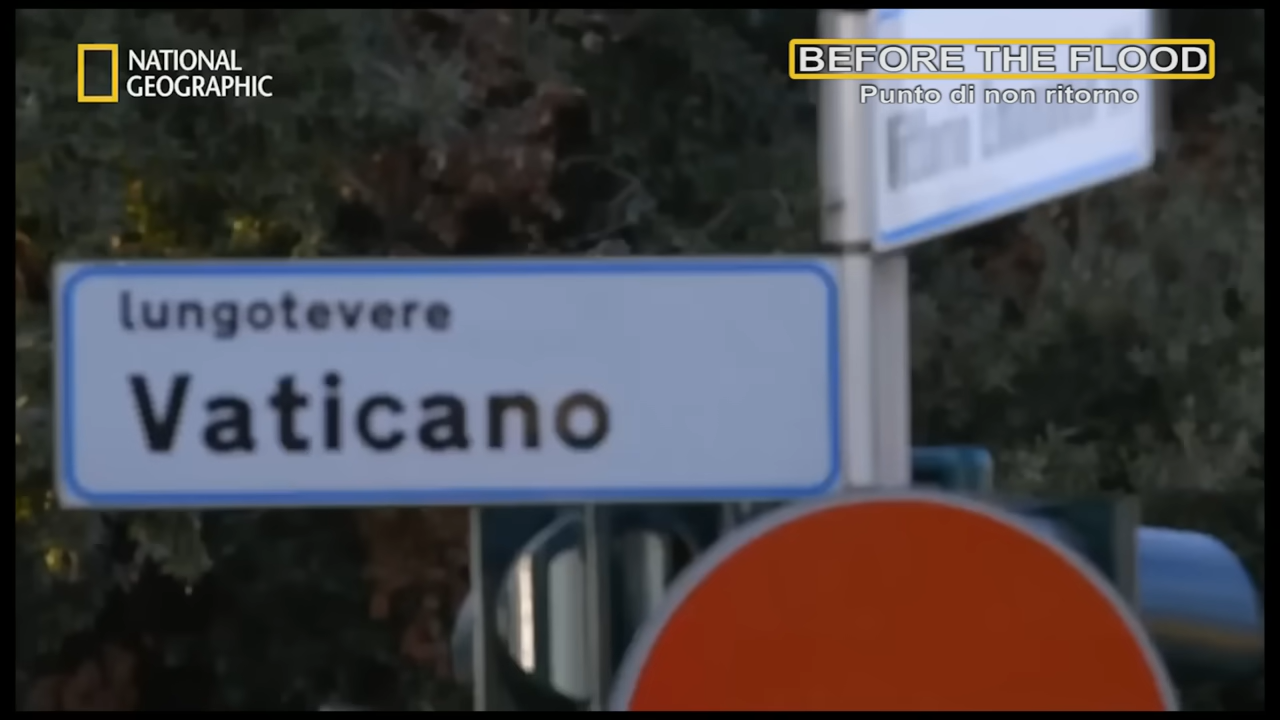 NATIONAL
GEOGRAPHIC
BEFORE THE FLOOD
Punto di non ritorno
lungotevere
Vaticano